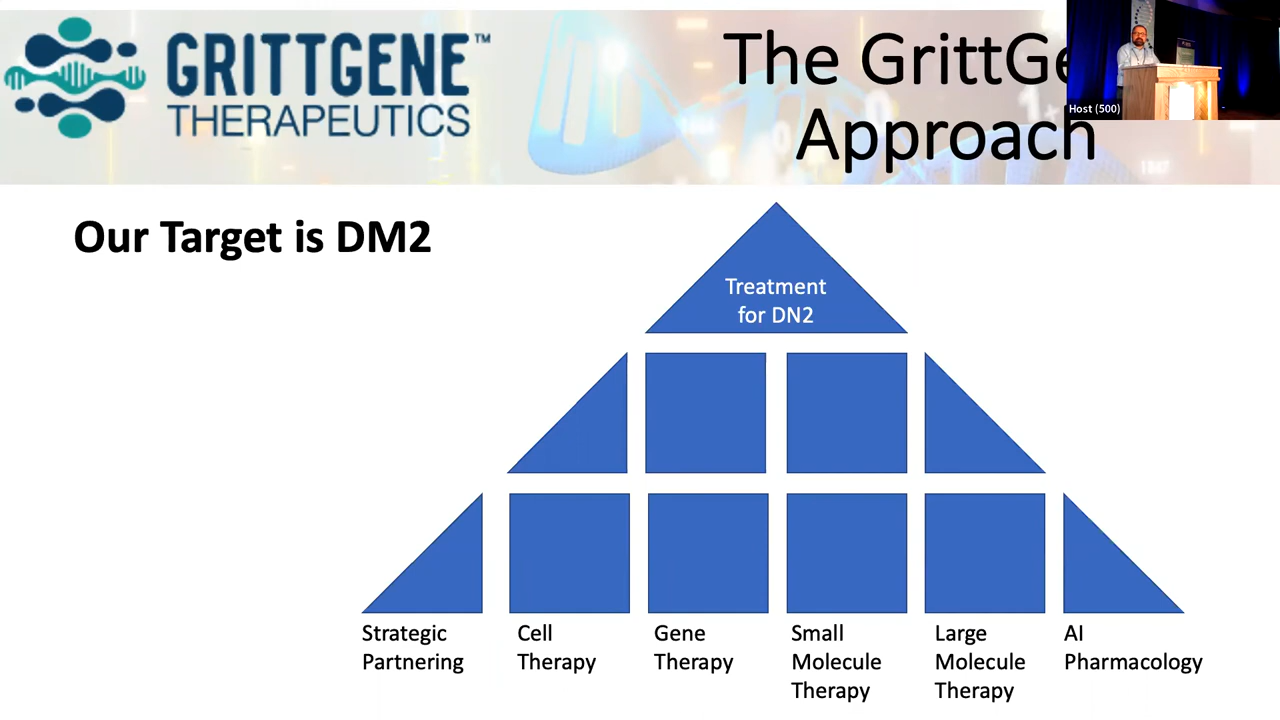 GRITTGENE™
THERAPEUTICS
The GrittGe
Approach
Host (500)
Our Target is DM2
Treatment
for DN2
Strategic
Partnering
Cell
Therapy
Gene
Therapy
Small
Molecule
Therapy
Large
Molecule
Therapy
AI
Pharmacology